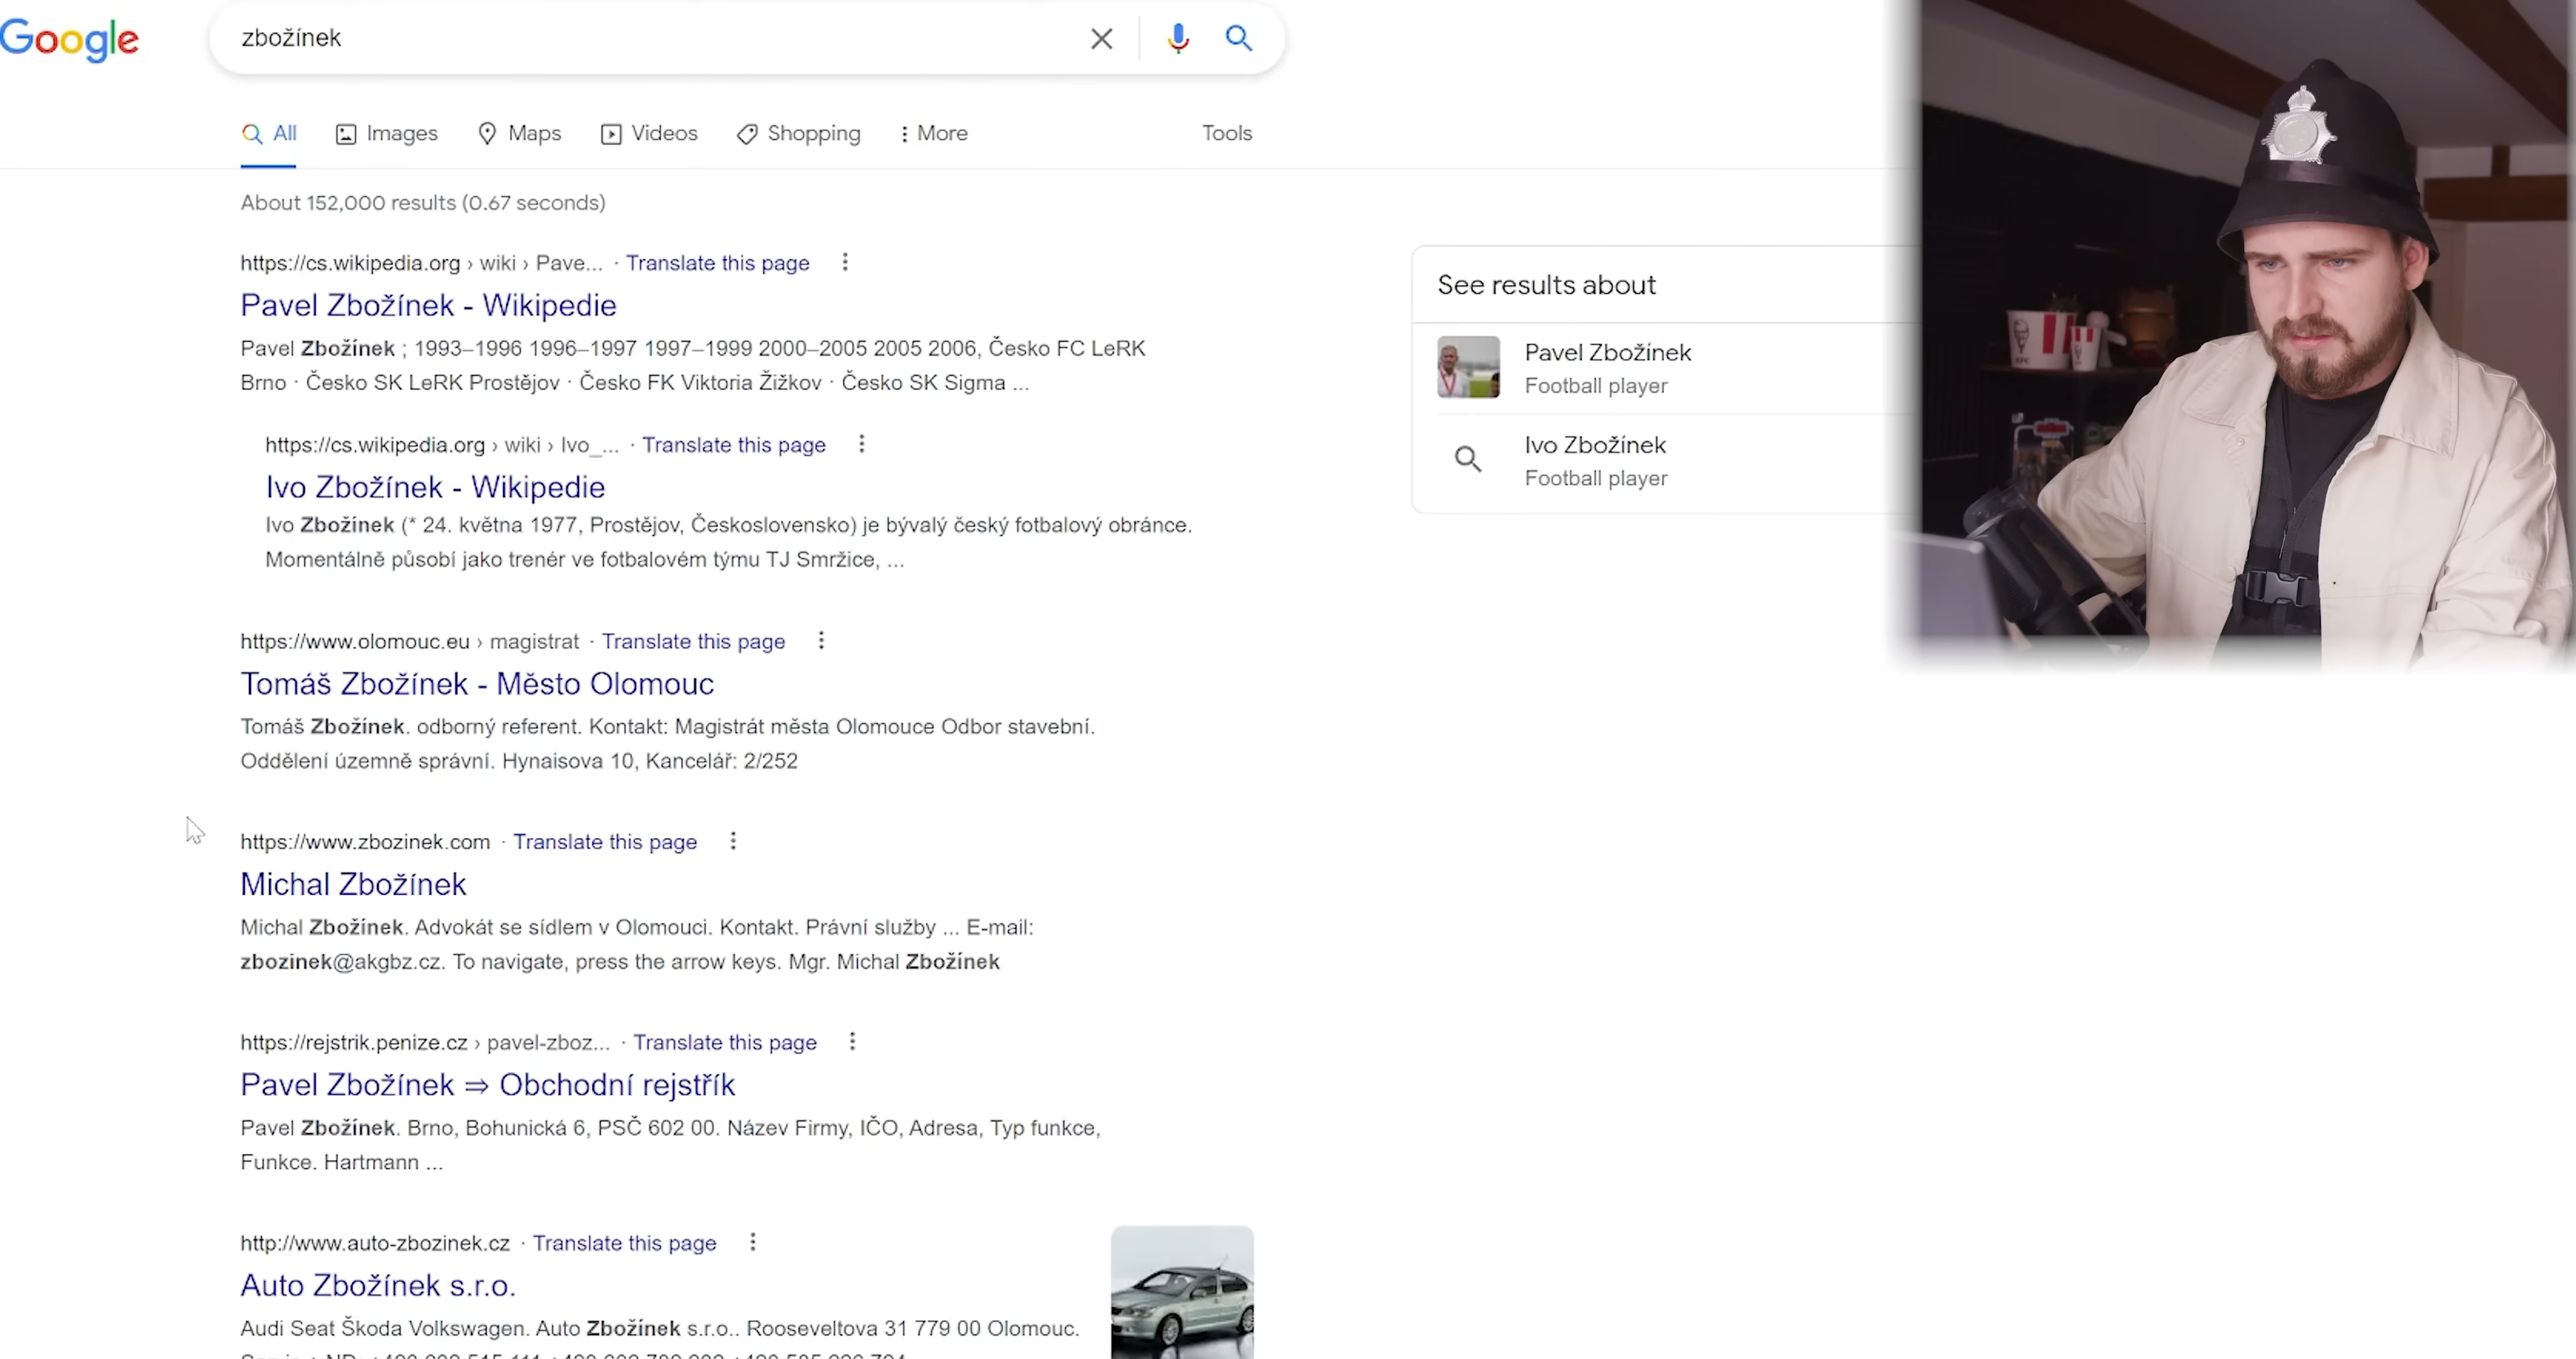 Google
zbožínek
All Images Maps Videos Shopping More Tools
About 152,000 results (0.67 seconds)
https://cs.wikipedia.org › wiki › Pave... · Translate this page
Pavel Zbožínek - Wikipedie
Pavel Zbožínek ; 1993–1996 1996–1997 1997–1999 2000–2005 2005 2006, Česko FC LeRK
Brno · Česko SK LeRK Prostějov · Česko FK Viktoria Žižkov · Česko SK Sigma ...
https://cs.wikipedia.org › wiki › Ivo_... · Translate this page
Ivo Zbožínek - Wikipedie
Ivo Zbožínek (* 24. května 1977, Prostějov, Československo) je bývalý český fotbalový obránce.
Momentálně působí jako trenér ve fotbalovém týmu TJ Smržice, ...
https://www.olomouc.eu › magistrat · Translate this page
Tomáš Zbožínek - Město Olomouc
Tomáš Zbožínek. odborný referent. Kontakt: Magistrát města Olomouce Odbor stavební.
Oddělení územně správní. Hynaisova 10, Kancelář: 2/252
https://www.zbozinek.com · Translate this page
Michal Zbožínek
Michal Zbožínek. Advokát se sídlem v Olomouci. Kontakt. Právní služby ... E-mail:
zbozinek@akgbz.cz. To navigate, press the arrow keys. Mgr. Michal Zbožínek
https://rejstrik.penize.cz › pavel-zboz... · Translate this page
Pavel Zbožínek ⇒ Obchodní rejstřík
Pavel Zbožínek. Brno, Bohunická 6, PSČ 602 00. Název Firmy, IČO, Adresa, Typ funkce,
Funkce. Hartmann ...
http://www.auto-zbozinek.cz · Translate this page
Auto Zbožínek s.r.o.
Audi Seat Škoda Volkswagen. Auto Zbožínek s.r.o.. Rooseveltova 31 779 00 Olomouc.
See results about
Pavel Zbožínek
Football player
Ivo Zbožínek
Football player